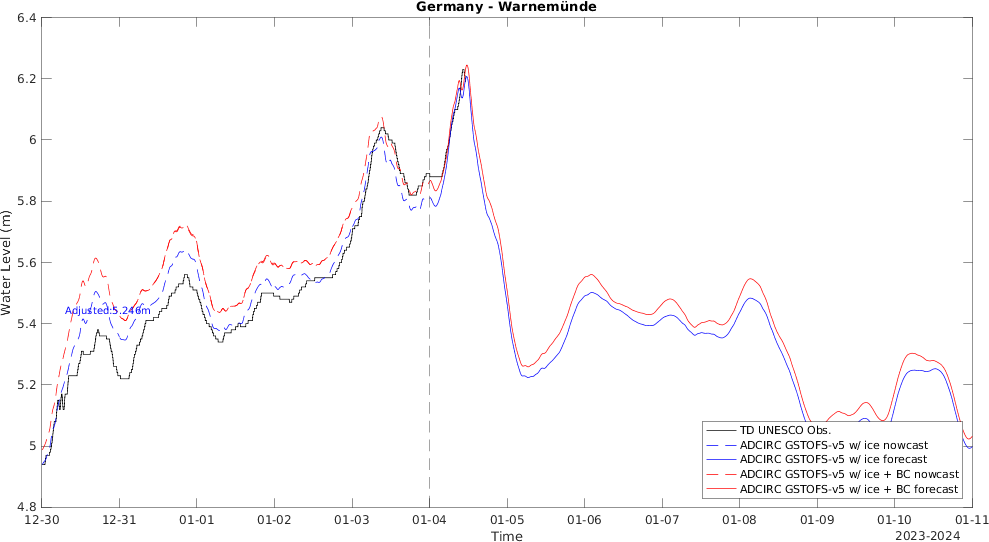 Germany - Warnemünde
6.4
6.2
6
5.8
5.6
5.4
5.2
5
4.8
Water Level (m)
Adjusted:5.246m
TD UNESCO Obs.
ADCIRC GSTOFS-v5 w/ ice nowcast
ADCIRC GSTOFS-v5 w/ ice forecast
ADCIRC GSTOFS-v5 w/ ice + BC nowcast
ADCIRC GSTOFS-v5 w/ ice + BC forecast
12-30 12-31 01-01 01-02 01-03 01-04 01-05 01-06 01-07 01-08 01-09 01-10 01-11
Time
2023-2024